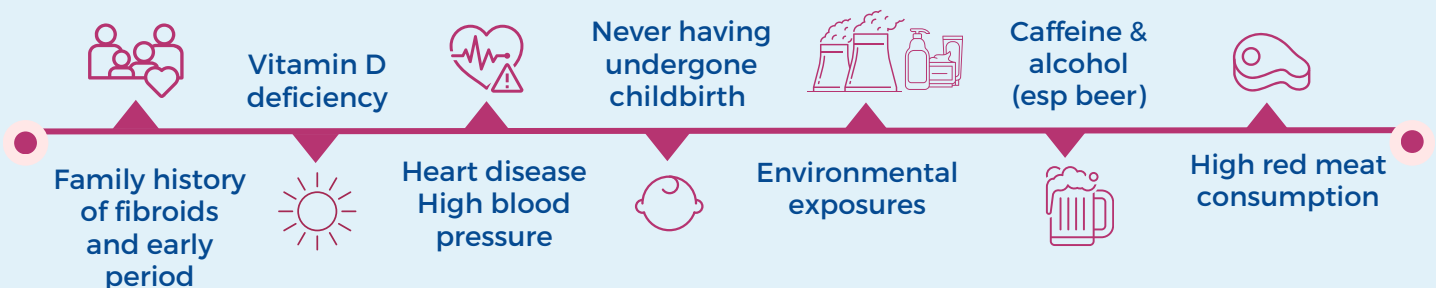 Family history
of fibroids
and early
period
Vitamin D
deficiency
Heart disease
High blood
pressure
Never having
undergone
childbirth
Environmental
exposures
Caffeine &
alcohol
(esp beer)
High red meat
consumption